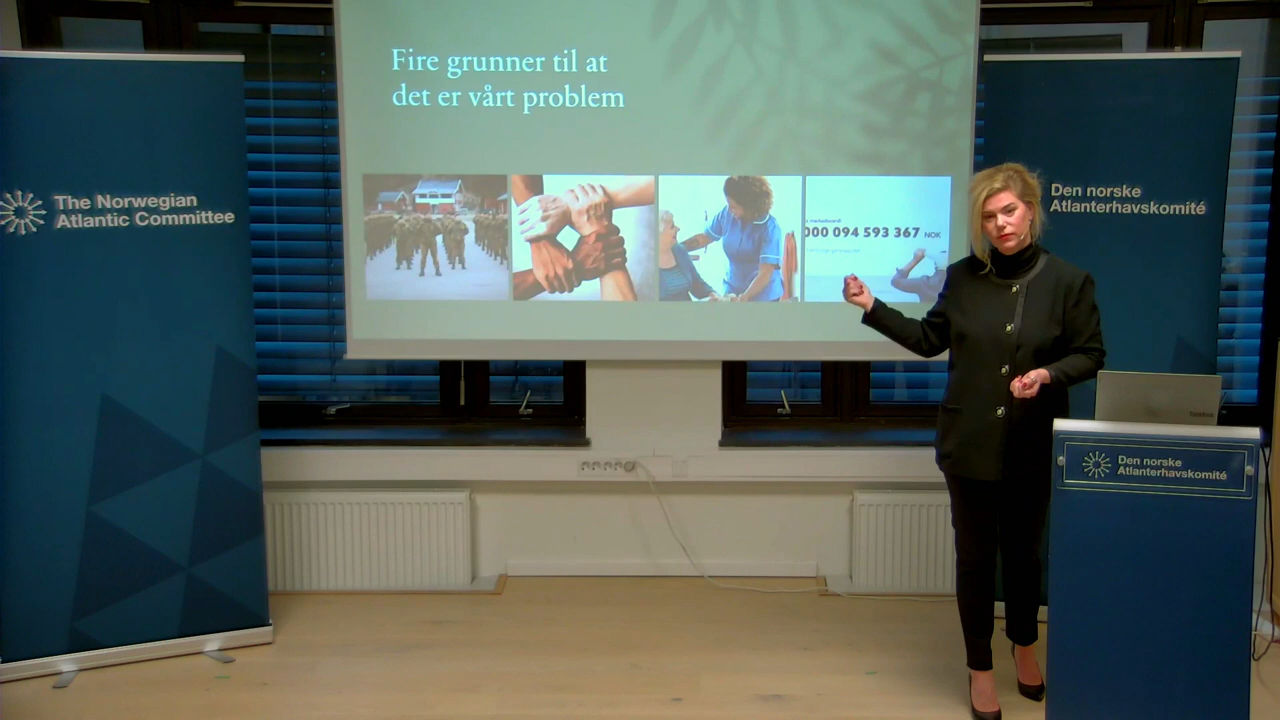 Fire grunner til at
det er vårt problem
The Norwegian
Atlantic Committee
Den norske
Atlanterhavskomité
000 094 593 367 NOK
Den norske
Atlanterhavskomité